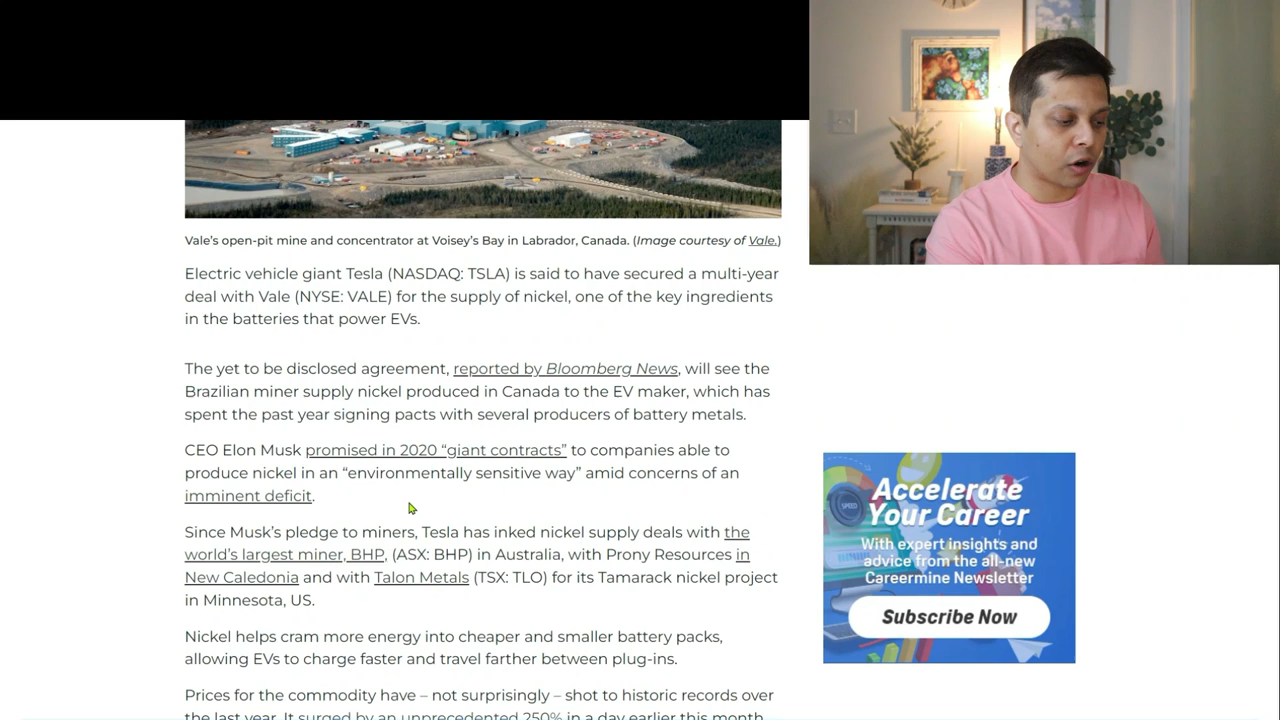 Vale's open-pit mine and concentrator at Voisey's Bay in Labrador, Canada. (Image courtesy of Vale.)
Electric vehicle giant Tesla (NASDAQ: TSLA) is said to have secured a multi-year
deal with Vale (NYSE: VALE) for the supply of nickel, one of the key ingredients
in the batteries that power EVs.
The yet to be disclosed agreement, reported by Bloomberg News, will see the
Brazilian miner supply nickel produced in Canada to the EV maker, which has
spent the past year signing pacts with several producers of battery metals.
CEO Elon Musk promised in 2020 “giant contracts” to companies able to
produce nickel in an “environmentally sensitive way” amid concerns of an
imminent deficit.
Since Musk's pledge to miners, Tesla has inked nickel supply deals with the
world's largest miner, BHP, (ASX: BHP) in Australia, with Prony Resources in
New Caledonia and with Talon Metals (TSX: TLO) for its Tamarack nickel project
in Minnesota, US.
Nickel helps cram more energy into cheaper and smaller battery packs,
allowing EVs to charge faster and travel farther between plug-ins.
Prices for the commodity have – not surprisingly – shot to historic records over
the last year. It surged by an unprecedented 250% in a day earlier this month
SPEED
Accelerate
Your Career
With expert insights and
advice from the all-new
Careermine Newsletter
Subscribe Now